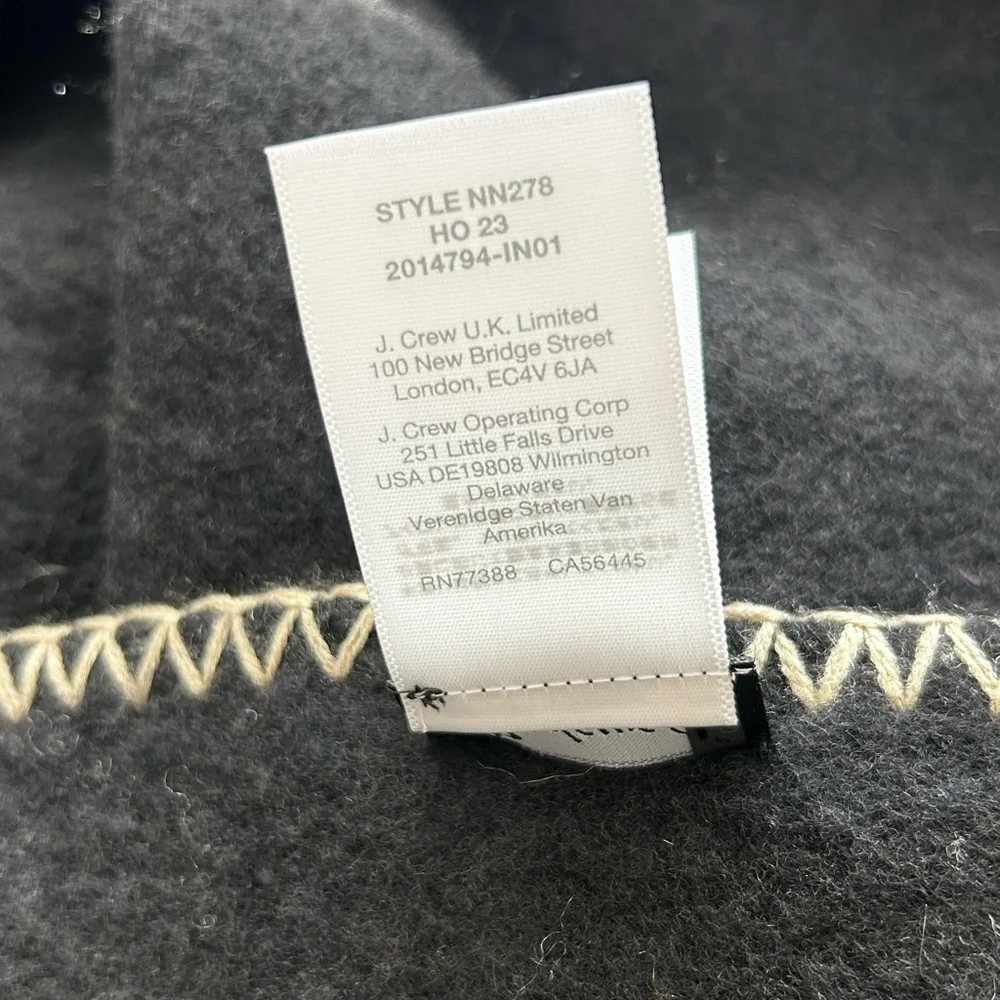 STYLE NN278
HO 23
2014794-IN01
J. Crew U.K. Limited
100 New Bridge Street
London, EC4V 6JA
J. Crew Operating Corp
251 Little Falls Drive
USA DE19808 Wilmington
Delaware
Verenidge Staten Van
Amerika
RN77388 CA56445